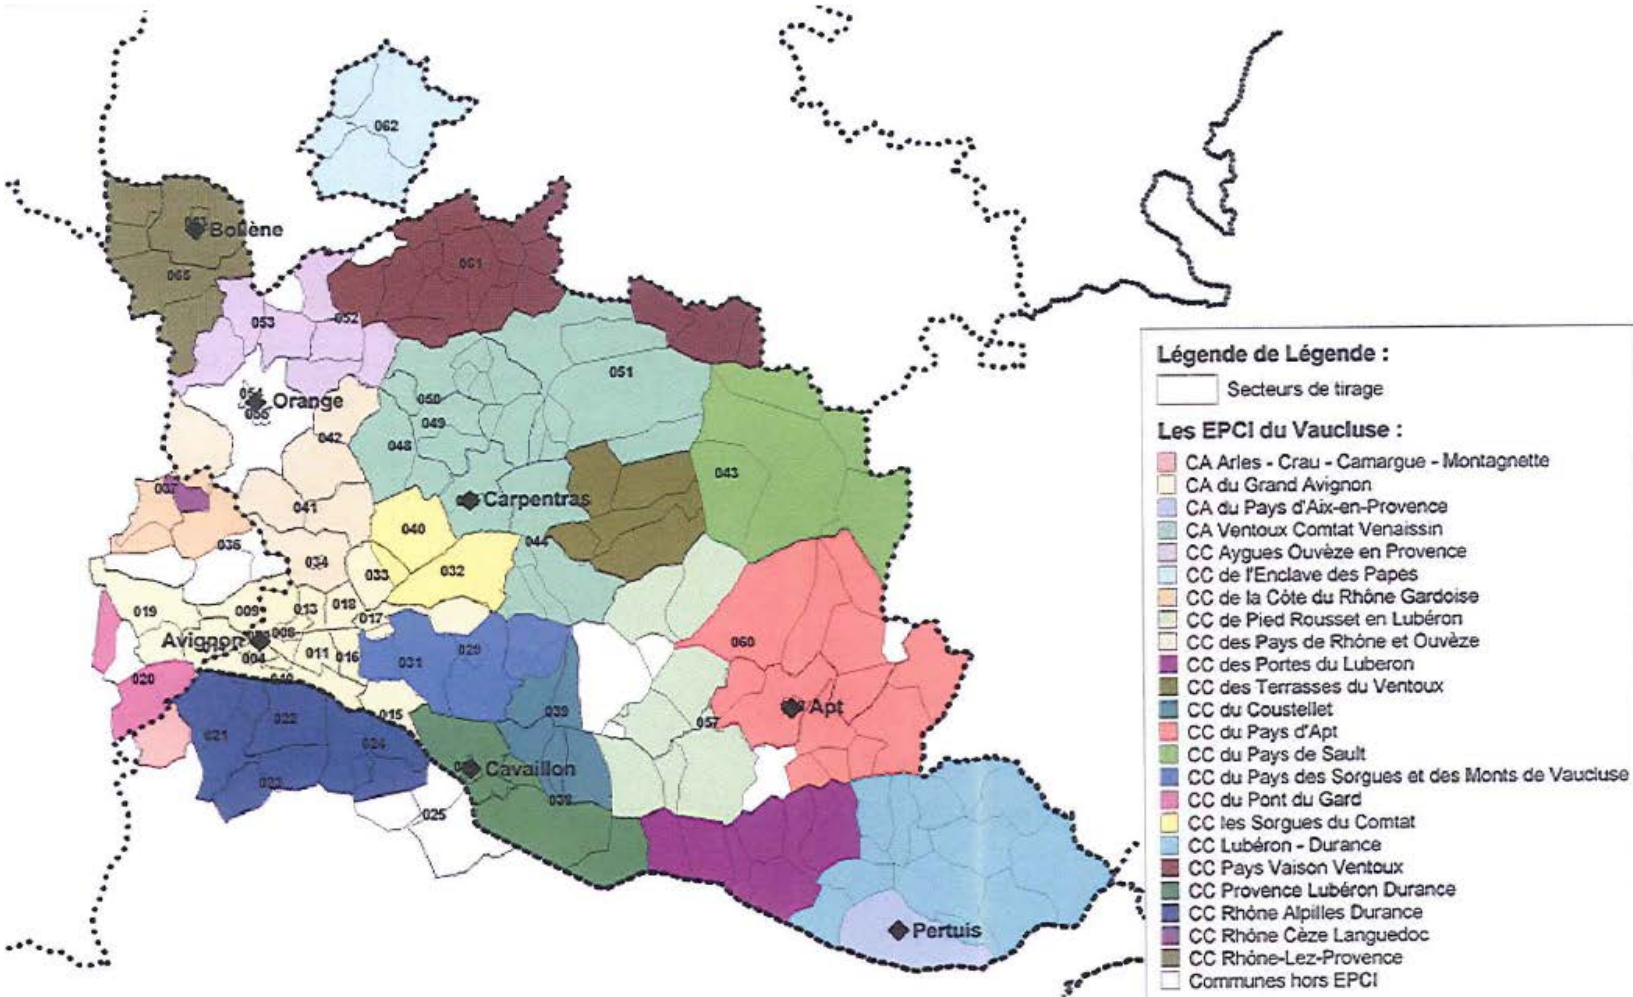 062
063
Bollène
065
061
053
052
051
054
055
Orange
050
049
048
042
043
037
Carpentras
041
040
044
036
034
033
032
019
009
013
018
017
Avignon
008
004
011
016
031
029
060
020
015
039
057
Apt
021
022
024
Cavaillon
023
025
038
Pertuis
Légende de Légende :
Secteurs de tirage
Les EPCI du Vaucluse :
CA Arles - Crau - Camargue - Montagnette
CA du Grand Avignon
CA du Pays d'Aix-en-Provence
CA Ventoux Comtat Venaissin
CC Aygues Ouvèze en Provence
CC de l'Enclave des Papes
CC de la Côte du Rhône Gardoise
CC de Pied Rousset en Lubéron
CC des Pays de Rhône et Ouvèze
CC des Portes du Luberon
CC des Terrasses du Ventoux
CC du Coustellet
CC du Pays d'Apt
CC du Pays de Sault
CC du Pays des Sorgues et des Monts de Vaucluse
CC du Pont du Gard
CC les Sorgues du Comtat
CC Lubéron - Durance
CC Pays Vaison Ventoux
CC Provence Lubéron Durance
CC Rhône Alpilles Durance
CC Rhône Cèze Languedoc
CC Rhône-Lez-Provence
Communes hors EPCI